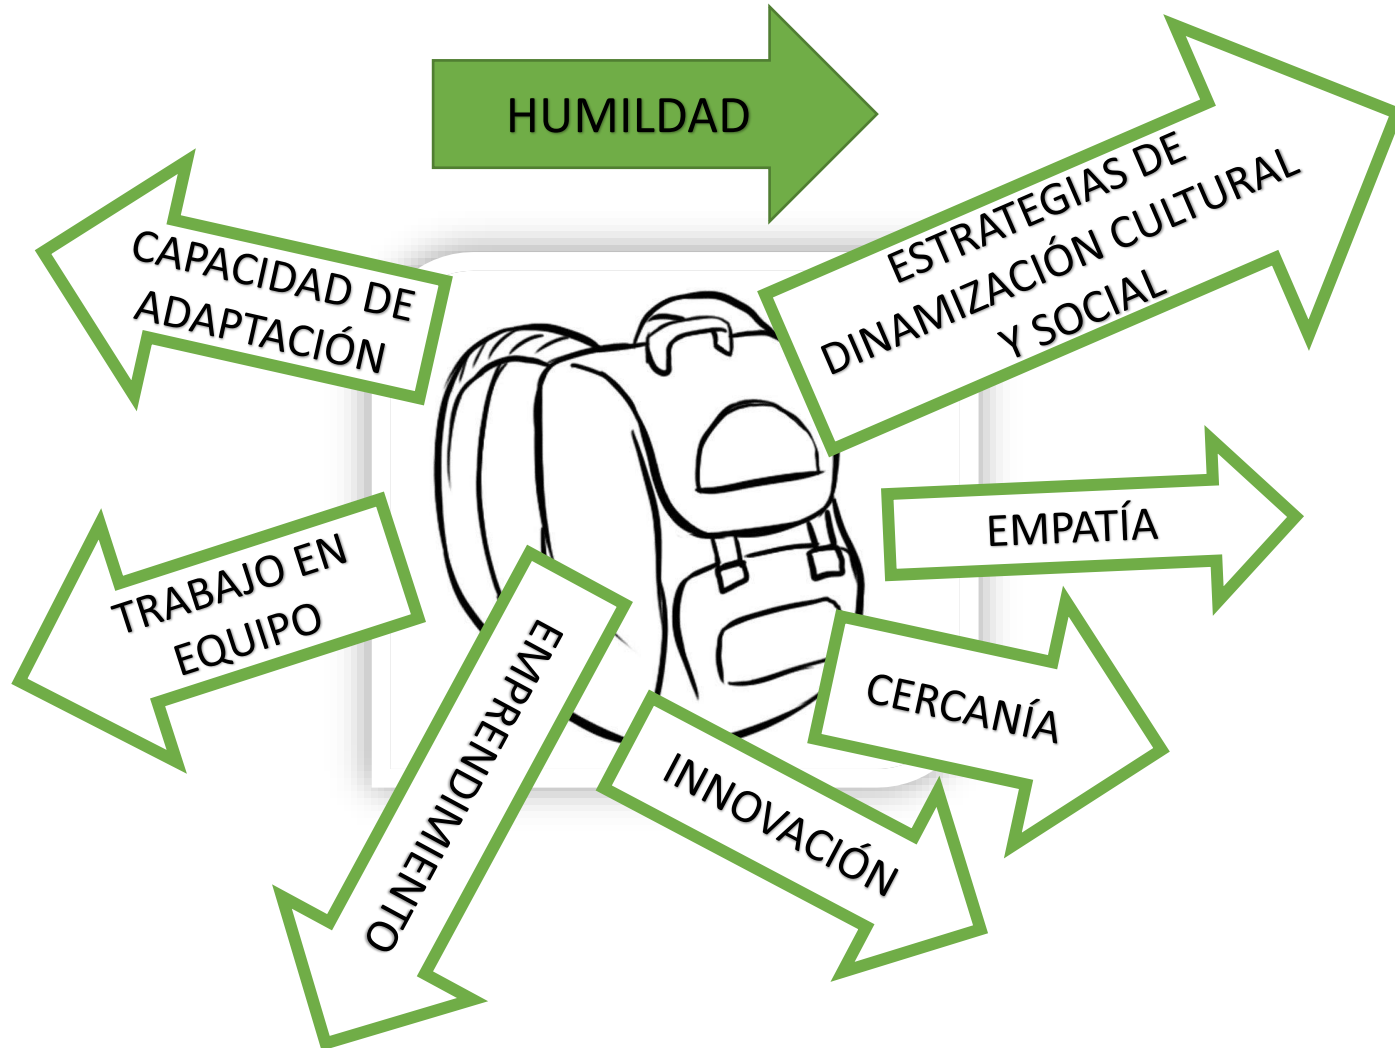 HUMILDAD
ESTRATEGIAS DE
DINAMIZACIÓN CULTURAL
Y SOCIAL
CAPACIDAD DE
ADAPTACIÓN
EMPATÍA
TRABAJO EN
EQUIPO
CERCANÍA
EMPRENDIMIENTO
INNOVACIÓN